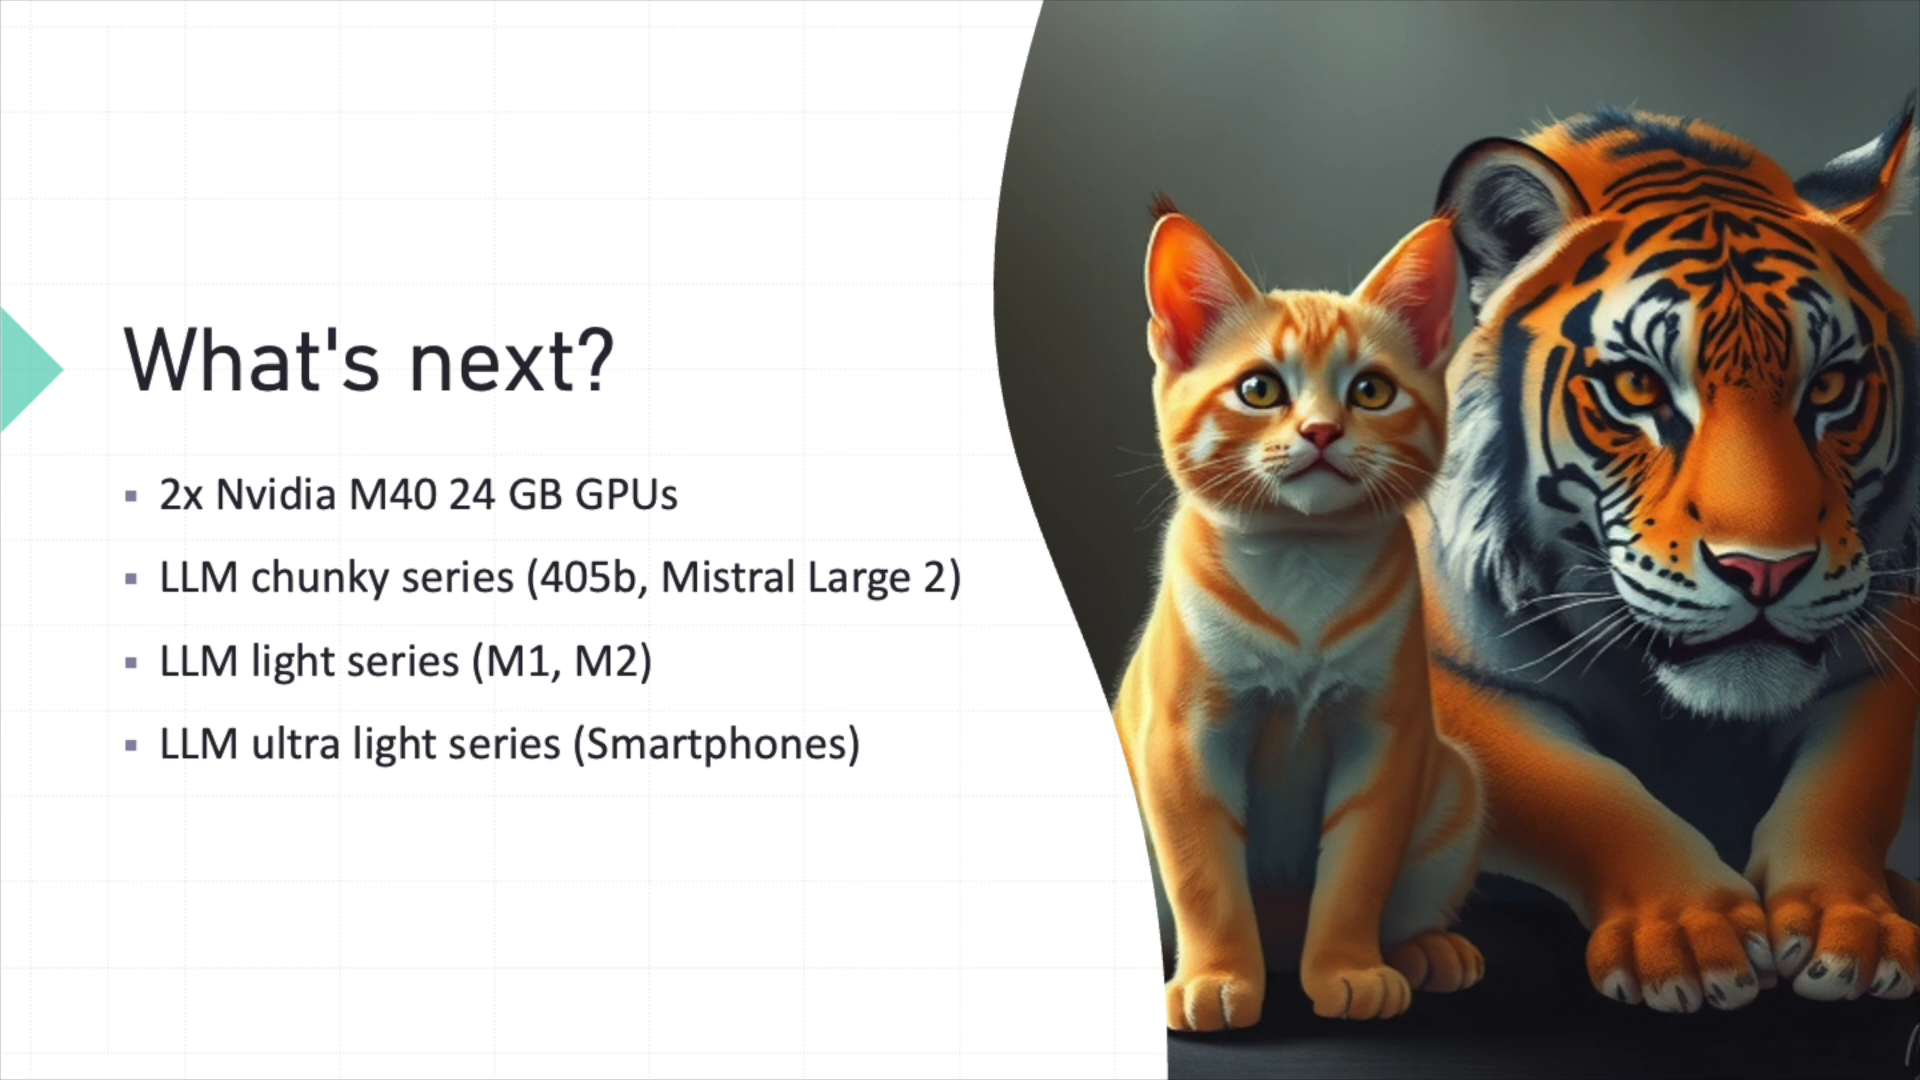 What's next?
2x Nvidia M40 24 GB GPUs
LLM chunky series (405b, Mistral Large 2)
LLM light series (M1, M2)
LLM ultra light series (Smartphones)